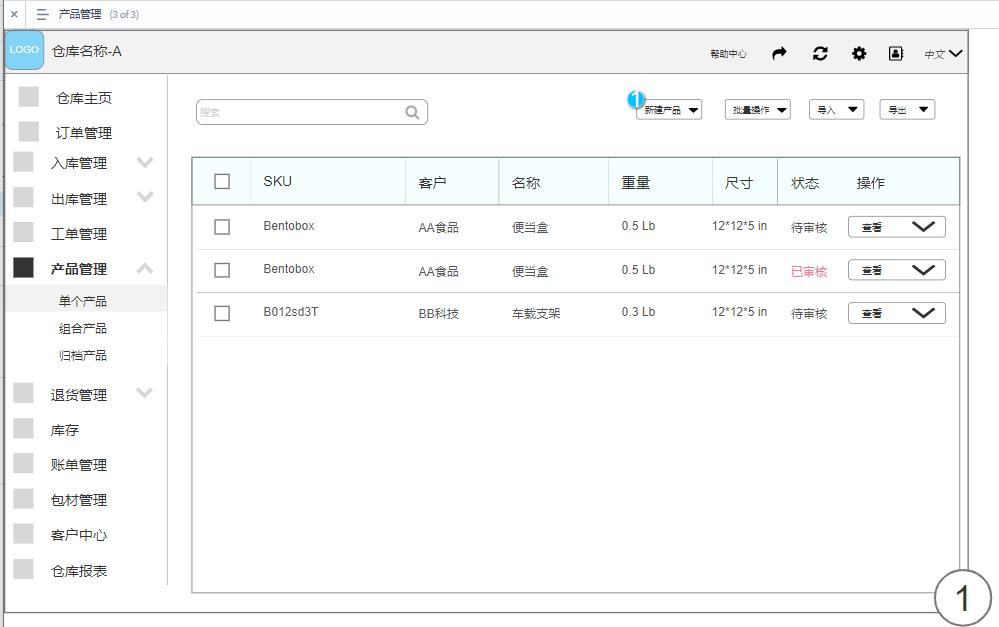 产品管理 (3 of 3)
LOGO 仓库名称-A
帮助中心 中文
仓库主页
订单管理
入库管理
出库管理
工单管理
产品管理
单个产品
组合产品
归档产品
退货管理
库存
账单管理
包材管理
客户中心
仓库报表
搜索
1
新建产品 批量操作 导入 导出
SKU 客户 名称 重量 尺寸 状态 操作
Bentobox AA食品 便当盒 0.5 Lb 12*12*5 in 待审核 查看
Bentobox AA食品 便当盒 0.5 Lb 12*12*5 in 已审核 查看
B012sd3T BB科技 车载支架 0.3 Lb 12*12*5 in 待审核 查看
1